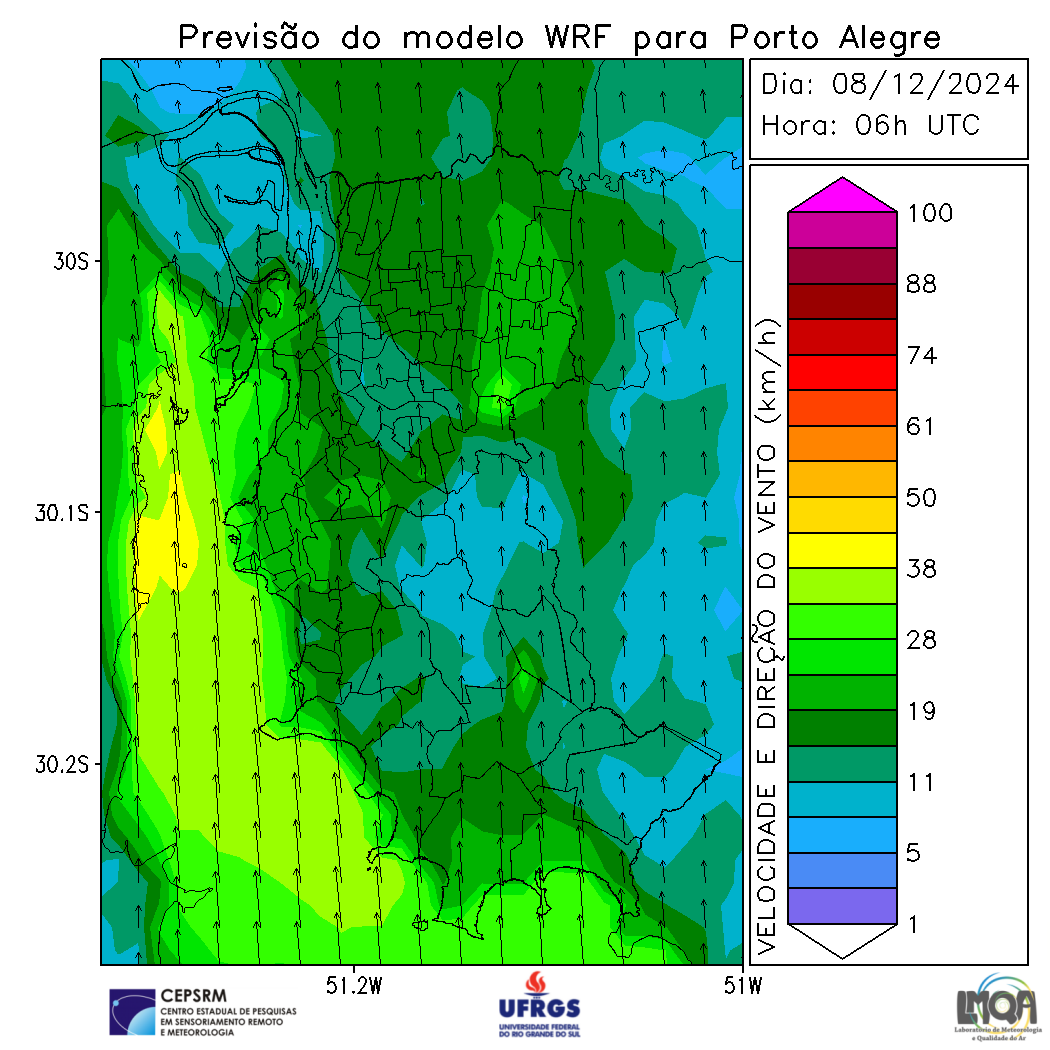 Previsão do modelo WRF para Porto Alegre
Dia: 08/12/2024
Hora: 06h UTC
30S
30.1S
30.2S
51.2W
51W
VELOCIDADE E DIREÇÃO DO VENTO (km/h)
100
88
74
61
50
38
28
19
11
5
1
CEPSRM
CENTRO ESTADUAL DE PESQUISAS
EM SENSORIAMENTO REMOTO
E METEOROLOGIA
UFRGS
UNIVERSIDADE FEDERAL
DO RIO GRANDE DO SUL
LMQA
Laboratório de Meteorologia
e Qualidade do Ar